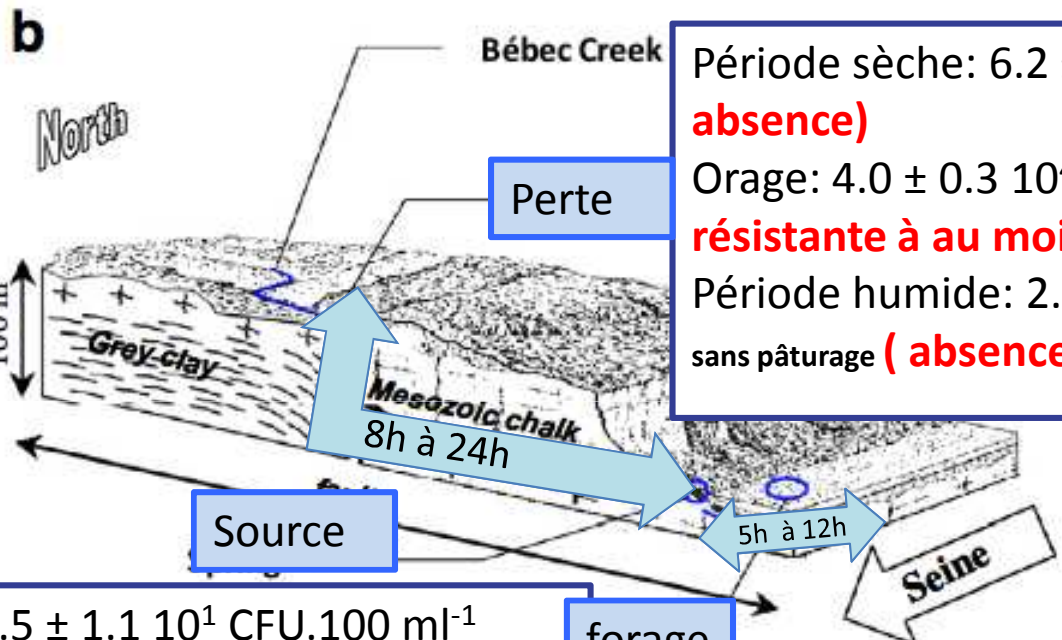 b
Bébec Creek
North
Période sèche: 6.2
absence)
Perte
Orage: 4.0 ± 0.3 10
résistante à au moi
Période humide: 2.
sans pâturage ( absence
Grey clay
Mesozoic chalk
8h à 24h
Source
5h à 12h
Seine
.5 ± 1.1 10¹ CFU.100 ml⁻¹
forage